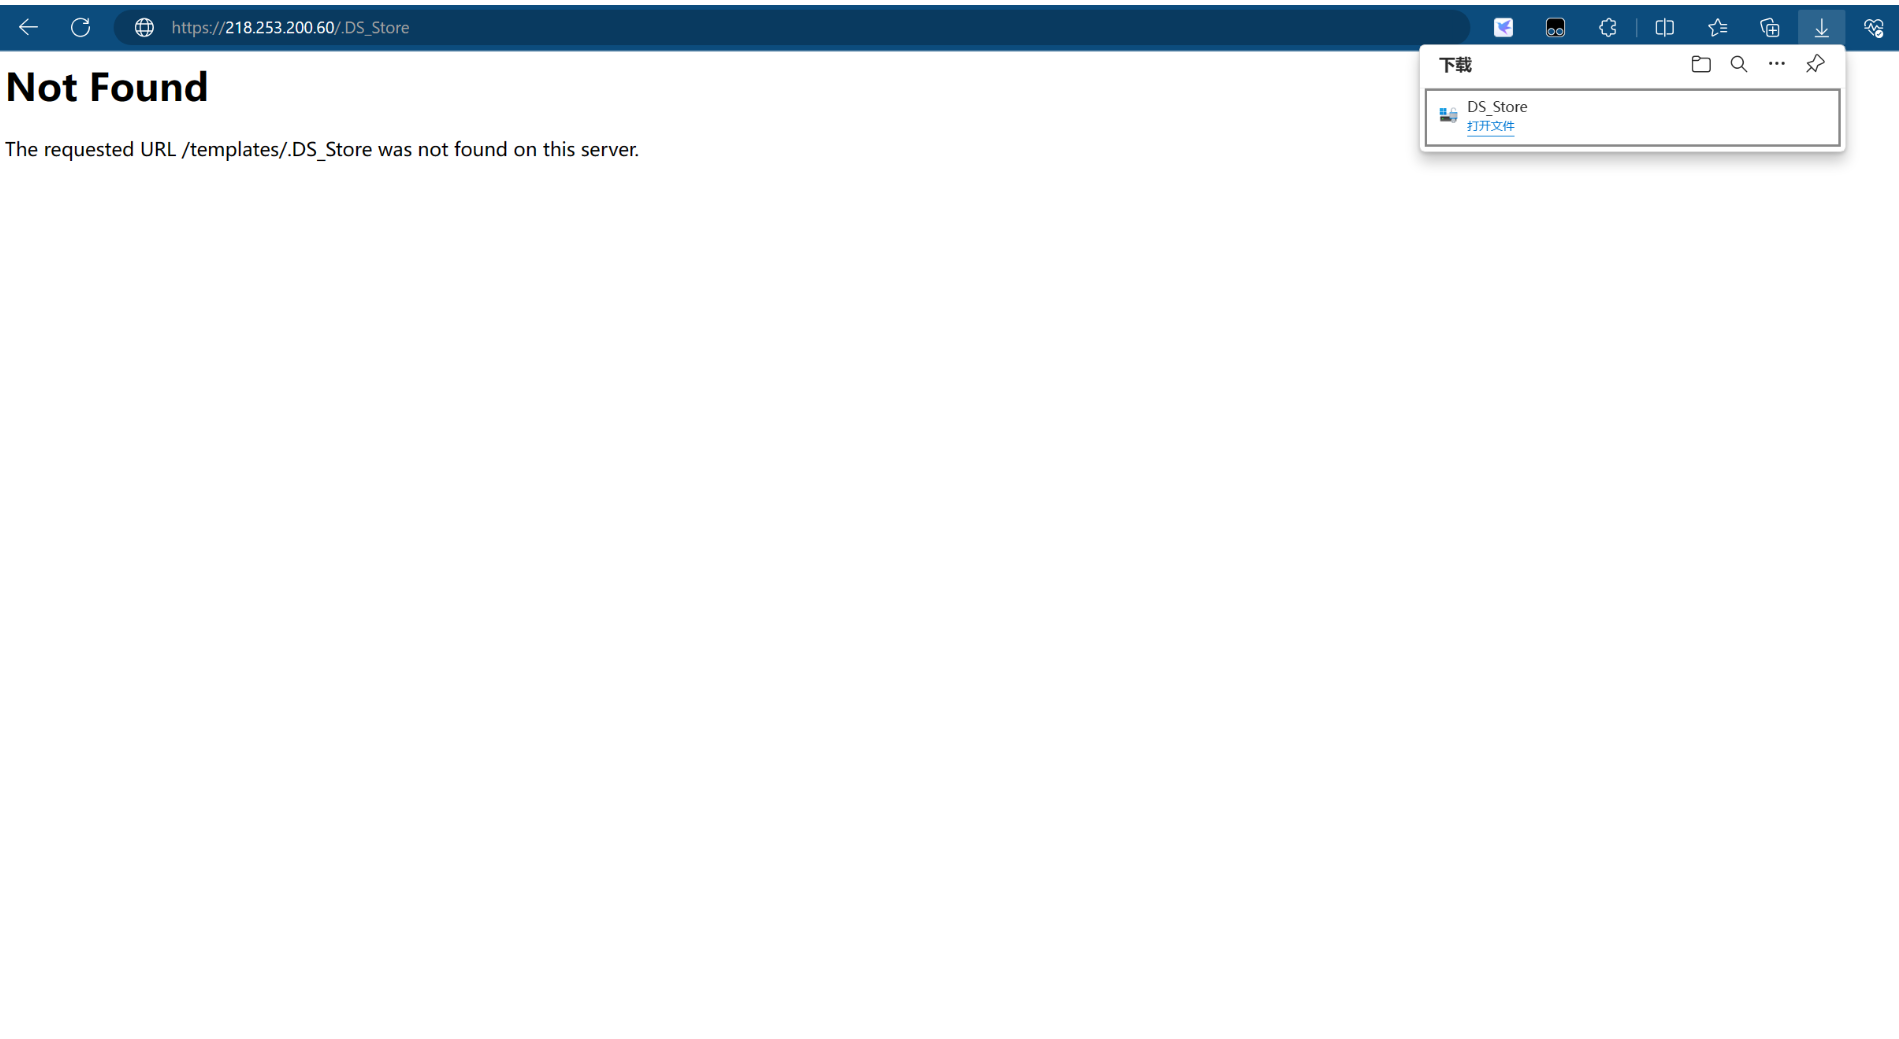 https://218.253.200.60/.DS_Store
下载
DS_Store
打开文件
Not Found
The requested URL /templates/.DS_Store was not found on this server.